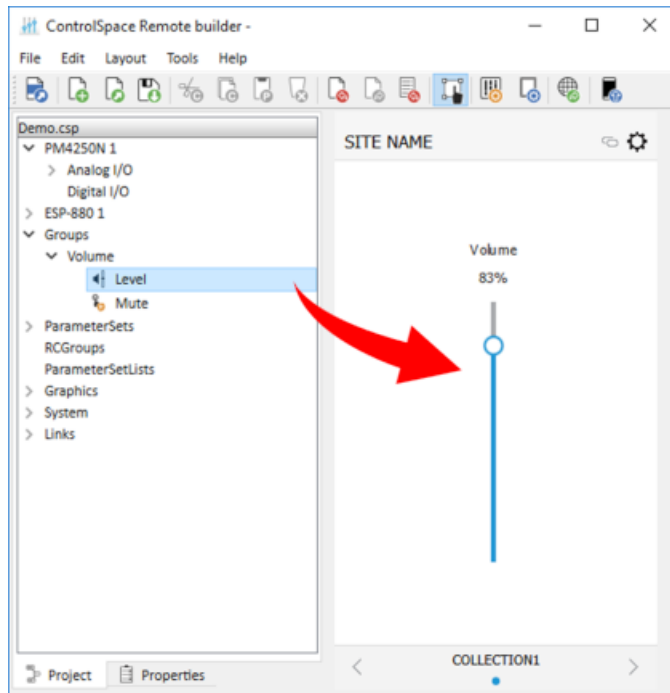 ControlSpace Remote builder -
File Edit Layout Tools Help
Demo.csp
PM4250N 1
Analog I/O
Digital I/O
ESP-880 1
Groups
Volume
Level
Mute
ParameterSets
RCGroups
ParameterSetLists
Graphics
System
Links
Project Properties
SITE NAME
Volume
83%
COLLECTION1